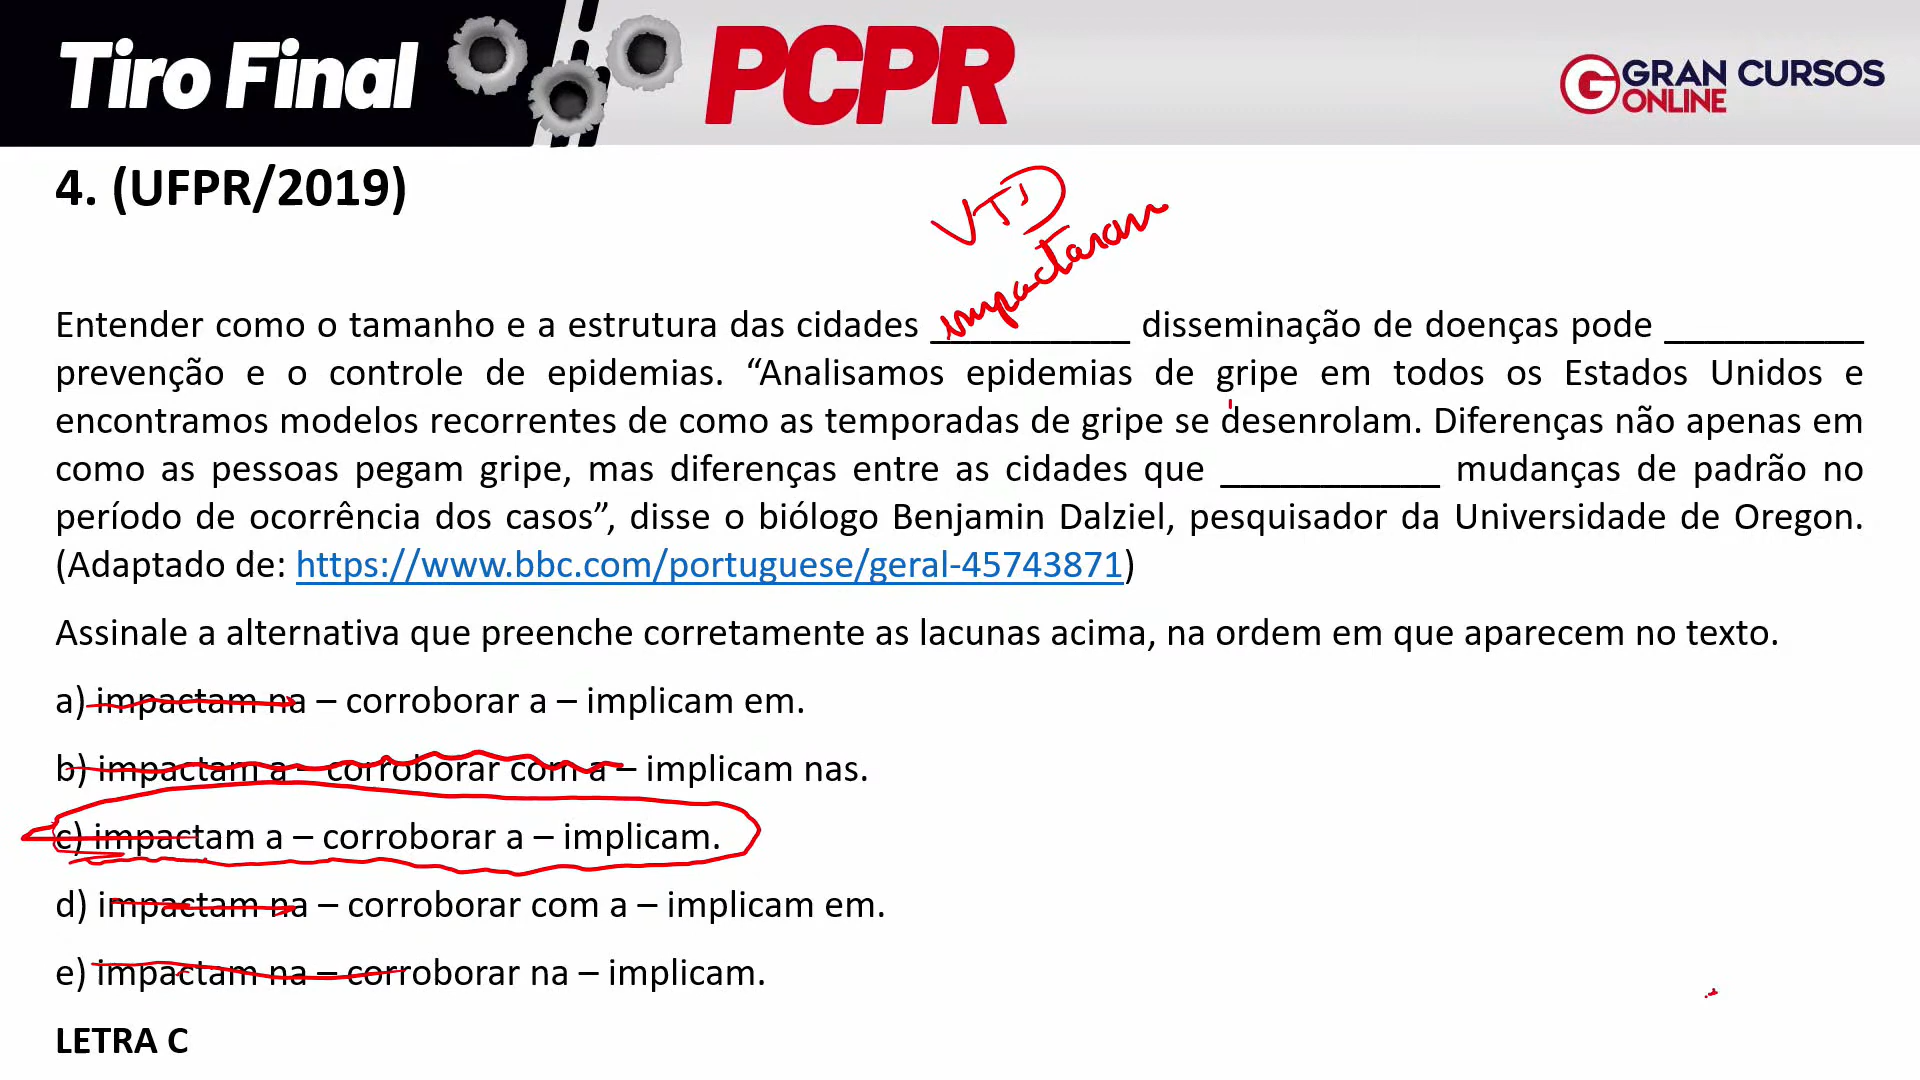 Tiro Final PCPR GRAN CURSOS
ONLINE
4. (UFPR/2019)
VTD
impactaram
Entender como o tamanho e a estrutura das cidades __________ disseminação de doenças pode __________
prevenção e o controle de epidemias. “Analisamos epidemias de gripe em todos os Estados Unidos e
encontramos modelos recorrentes de como as temporadas de gripe se desenrolam. Diferenças não apenas em
como as pessoas pegam gripe, mas diferenças entre as cidades que ___________ mudanças de padrão no
período de ocorrência dos casos”, disse o biólogo Benjamin Dalziel, pesquisador da Universidade de Oregon.
(Adaptado de: https://www.bbc.com/portuguese/geral-45743871)
Assinale a alternativa que preenche corretamente as lacunas acima, na ordem em que aparecem no texto.
a) impactam na – corroborar a – implicam em.
b) impactam a – corroborar com a – implicam nas.
c) impactam a – corroborar a – implicam.
d) impactam na – corroborar com a – implicam em.
e) impactam na – corroborar na – implicam.
LETRA C